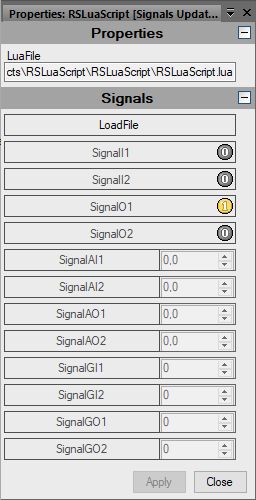 Properties: RSLuaScript [Signals Updat...
Properties
LuaFile
cts\RSLuaScript\RSLuaScript\RSLuaScript.lua
Signals
LoadFile
SignalI1 0
SignalI2 0
SignalO1 1
SignalO2 0
SignalAI1 0,0
SignalAI2 0,0
SignalAO1 0,0
SignalAO2 0,0
SignalGI1 0
SignalGI2 0
SignalGO1 0
SignalGO2 0
Apply Close